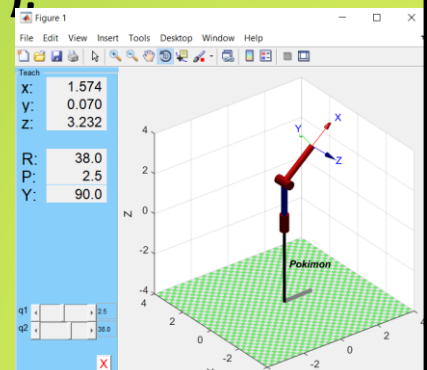 Figure 1
File Edit View Insert Tools Desktop Window Help
Teach
x: 1.574
y: 0.070
z: 3.232
R: 38.0
P: 2.5
Y: 90.0
q1 2.5
q2 38.0
X
Z
4
2
0
-2
-4
X
Y
Z
Pokimon
4
2
0
-2
-2
0
2
4